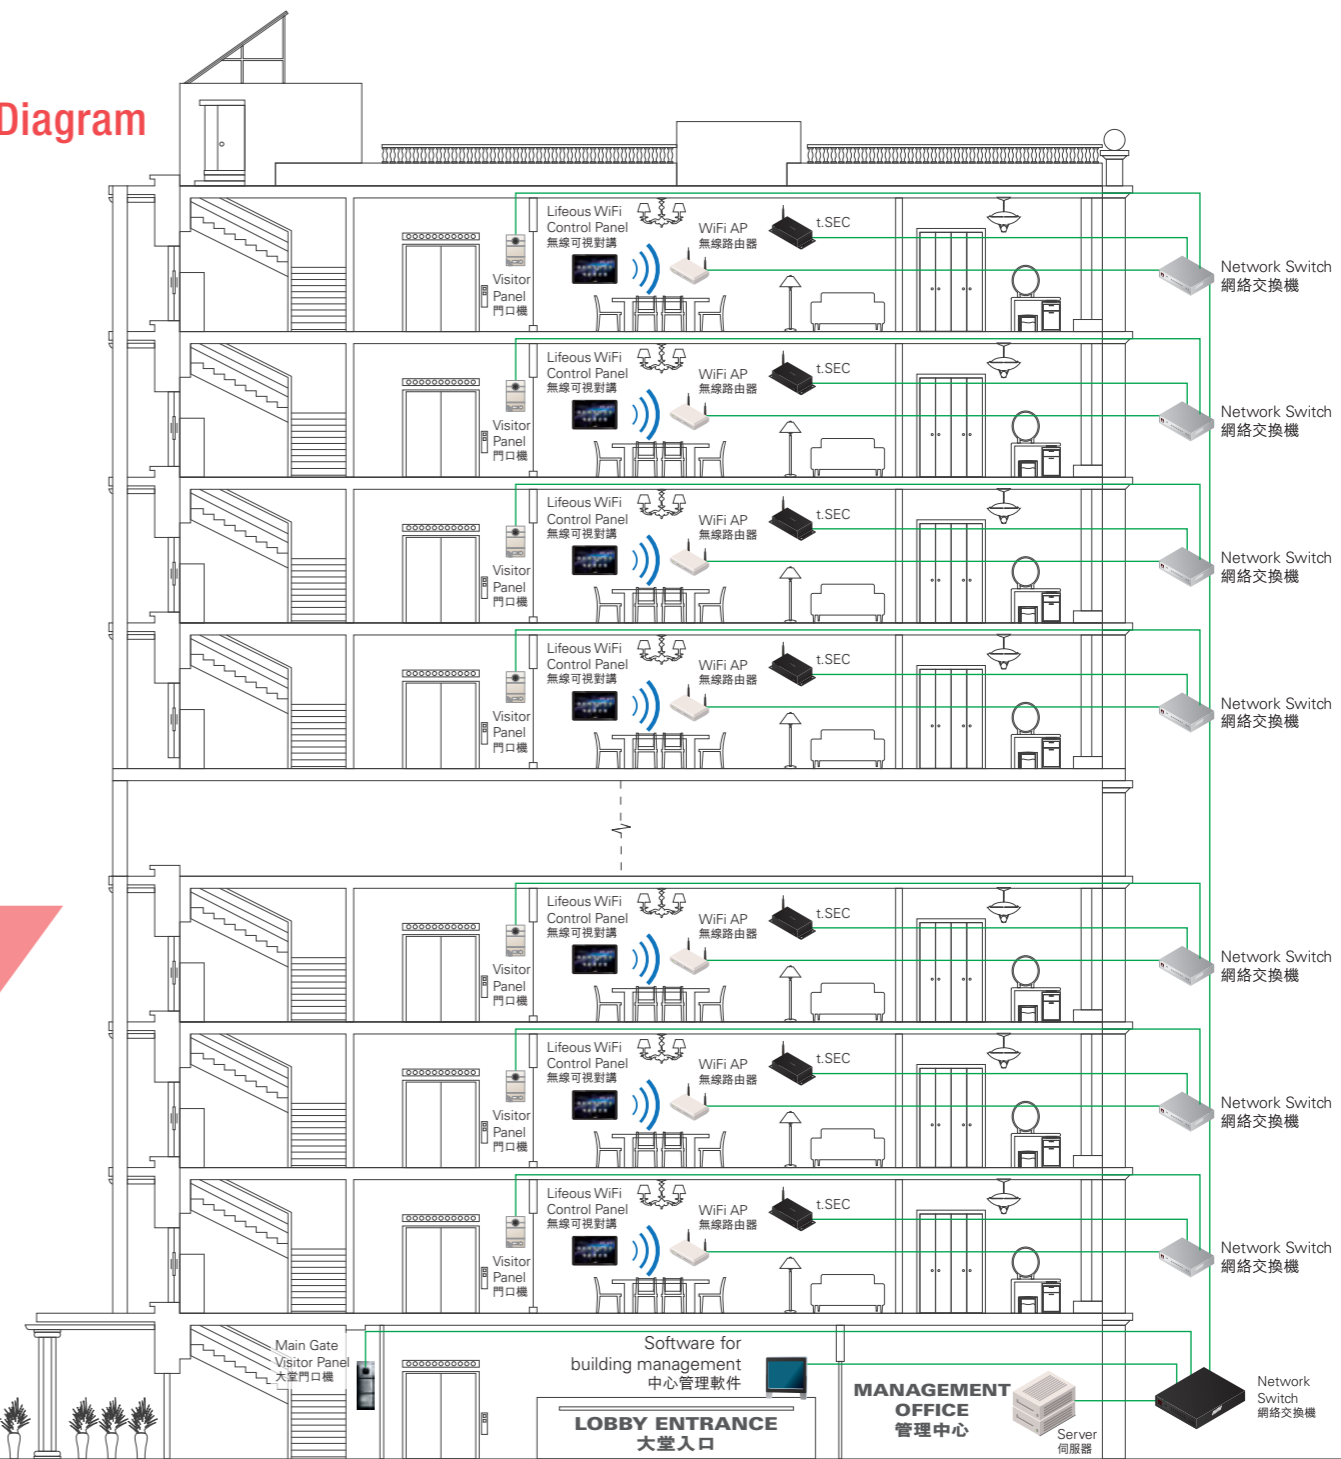 Diagram
Lifeous WiFi
Control Panel
無線可視對講
WiFi AP
無線路由器
t.SEC
Visitor
Panel
門口機
Network Switch
網絡交換機
Lifeous WiFi
Control Panel
無線可視對講
WiFi AP
無線路由器
t.SEC
Visitor
Panel
門口機
Network Switch
網絡交換機
Lifeous WiFi
Control Panel
無線可視對講
WiFi AP
無線路由器
t.SEC
Visitor
Panel
門口機
Network Switch
網絡交換機
Lifeous WiFi
Control Panel
無線可視對講
WiFi AP
無線路由器
t.SEC
Visitor
Panel
門口機
Network Switch
網絡交換機
Lifeous WiFi
Control Panel
無線可視對講
WiFi AP
無線路由器
t.SEC
Visitor
Panel
門口機
Network Switch
網絡交換機
Lifeous WiFi
Control Panel
無線可視對講
WiFi AP
無線路由器
t.SEC
Visitor
Panel
門口機
Network Switch
網絡交換機
Lifeous WiFi
Control Panel
無線可視對講
WiFi AP
無線路由器
t.SEC
Visitor
Panel
門口機
Network Switch
網絡交換機
Main Gate
Visitor Panel
大堂門口機
Software for
building management
中心管理軟件
LOBBY ENTRANCE
大堂入口
MANAGEMENT
OFFICE
管理中心
Server
伺服器
Network
Switch
網絡交換機